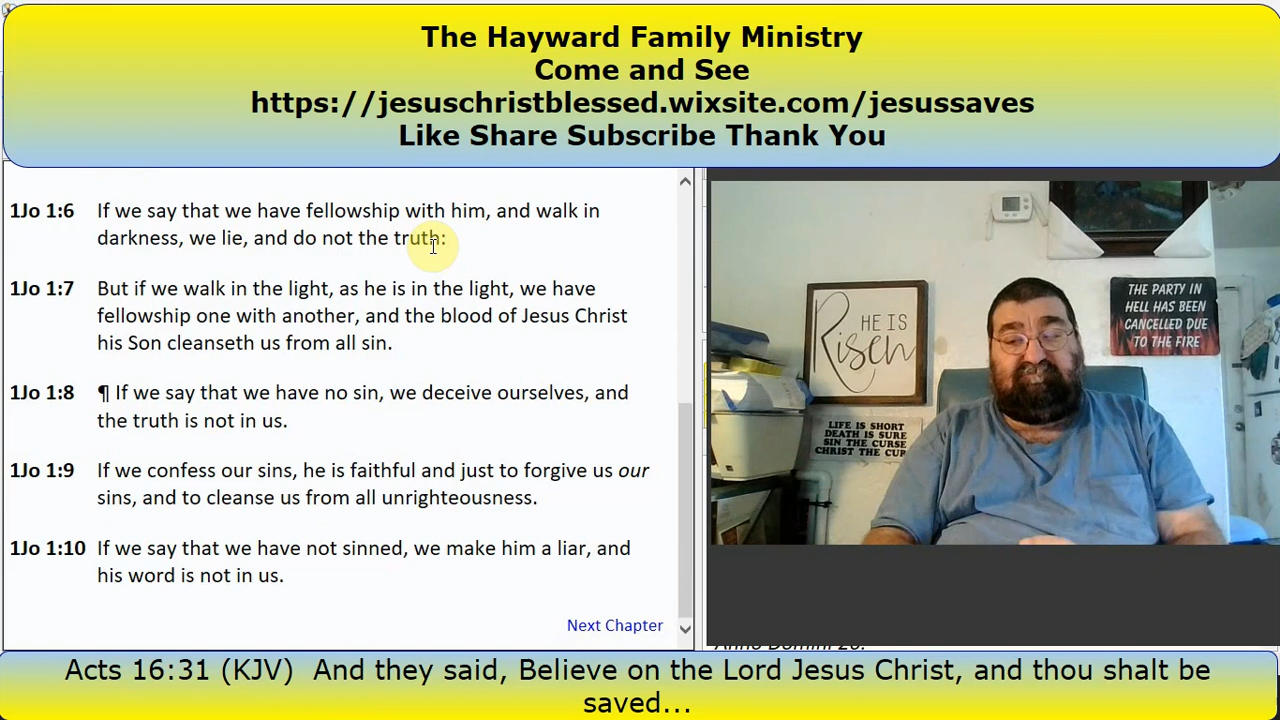 The Hayward Family Ministry
Come and See
https://jesuschristblessed.wixsite.com/jesussaves
Like Share Subscribe Thank You
1Jo 1:6 If we say that we have fellowship with him, and walk in
darkness, we lie, and do not the truth:
1Jo 1:7 But if we walk in the light, as he is in the light, we have
fellowship one with another, and the blood of Jesus Christ
his Son cleanseth us from all sin.
1Jo 1:8 ¶ If we say that we have no sin, we deceive ourselves, and
the truth is not in us.
1Jo 1:9 If we confess our sins, he is faithful and just to forgive us our
sins, and to cleanse us from all unrighteousness.
1Jo 1:10 If we say that we have not sinned, we make him a liar, and
his word is not in us.
Next Chapter
HE IS
Risen
THE PARTY IN
HELL HAS BEEN
CANCELLED DUE
TO THE FIRE
LIFE IS SHORT
DEATH IS SURE
SIN THE CURSE
CHRIST THE CUR
Acts 16:31 (KJV) And they said, Believe on the Lord Jesus Christ, and thou shalt be
saved...